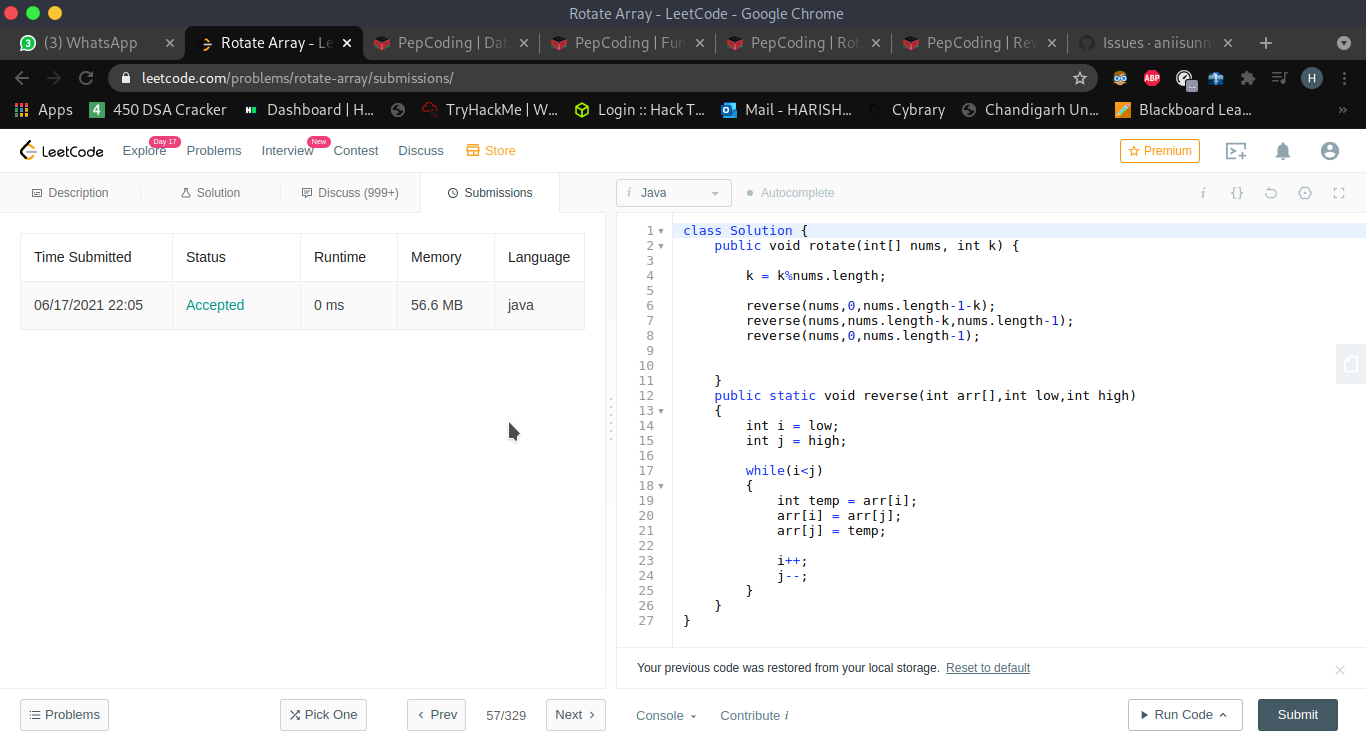 Rotate Array - LeetCode - Google Chrome
3 (3) WhatsApp
Rotate Array - Le
PepCoding | Dat
PepCoding | Fun
PepCoding | Rot
PepCoding | Rev
Issues · aniisunn
leetcode.com/problems/rotate-array/submissions/
ABP
H
Apps
4 450 DSA Cracker
Dashboard | H...
TryHackMe | W...
Login :: Hack T...
Mail - HARISH...
Cybrary
Chandigarh Un...
Blackboard Lea...
»
LeetCode
Explore
Day 17
Problems
Interview
New
Contest
Discuss
Store
Premium
Description
Solution
Discuss (999+)
Submissions
i Java
Autocomplete
i {}
Time Submitted Status Runtime Memory Language
06/17/2021 22:05 Accepted 0 ms 56.6 MB java
1 class Solution {
2 public void rotate(int[] nums, int k) {
3
4 k = k%nums.length;
5
6 reverse(nums,0,nums.length-1-k);
7 reverse(nums,nums.length-k,nums.length-1);
8 reverse(nums,0,nums.length-1);
9
10
11 }
12 public static void reverse(int arr[],int low,int high)
13 {
14 int i = low;
15 int j = high;
16
17 while(i<j)
18 {
19 int temp = arr[i];
20 arr[i] = arr[j];
21 arr[j] = temp;
22
23 i++;
24 j--;
25 }
26 }
27 }
Your previous code was restored from your local storage. Reset to default
Problems
Pick One
Prev
57/329
Next
Console
Contribute i
Run Code
Submit